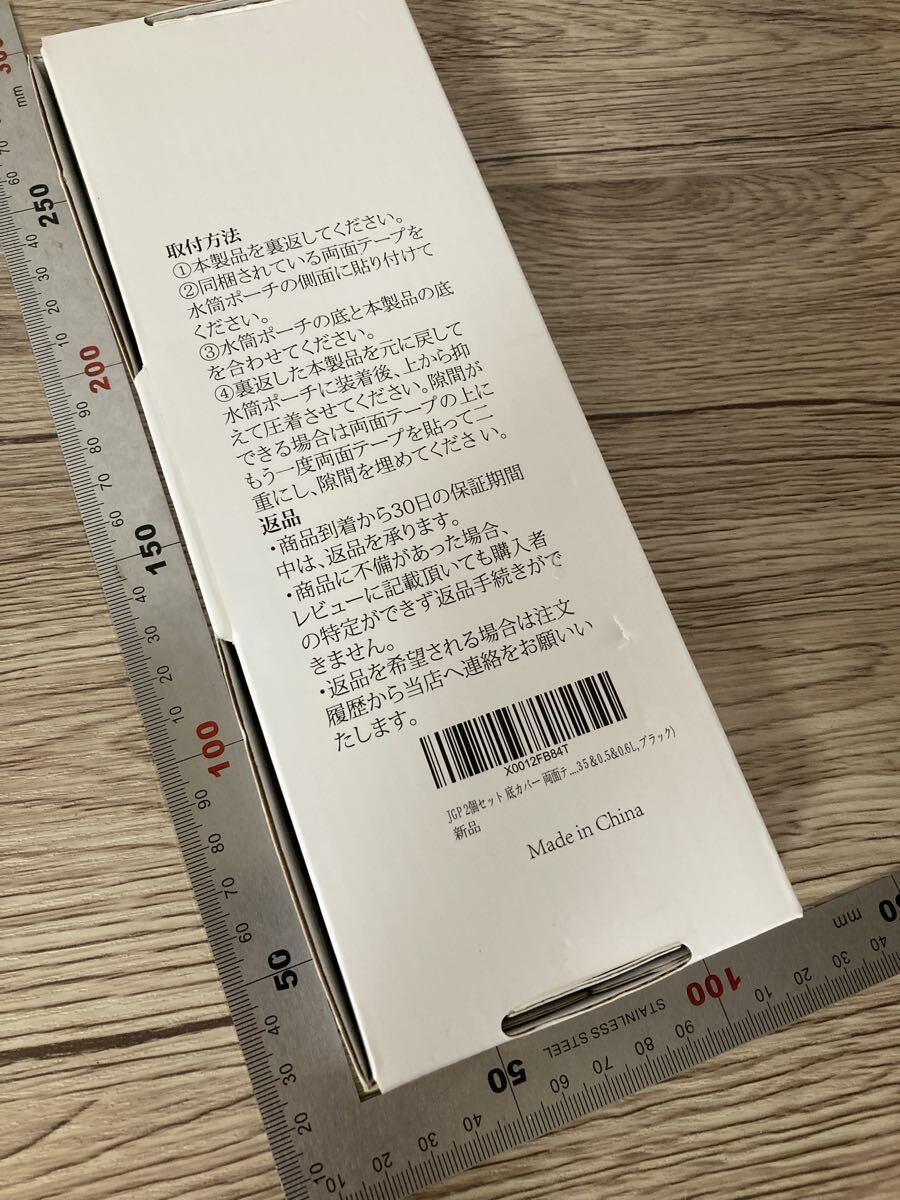 取付方法
①本製品を裏返してください。
②同梱されている両面テープを
水筒ポーチの側面に貼り付けて
ください。
③水筒ポーチの底と本製品の底
を合わせてください。
④裏返した本製品を元に戻して
水筒ポーチに装着後、上から抑
えて圧着させてください。隙間が
できる場合は両面テープの上に
もう一度両面テープを貼って二
重にし、隙間を埋めてください。
返品
・商品到着から30日の保証期間
中は、返品を承ります。
・商品に不備があった場合、
レビューに記載頂いても購入者
の特定ができず返品手続きがで
きません。
・返品を希望される場合は注文
履歴から当店へ連絡をお願いい
たします。
X0012FB84T
JGP 2個セット 底カバー 両面テ ...35&0.5&0.6L,ブラック)
新品
Made in China
mm
250
200
150
100
50
50
100
mm
STAINLESS STEEL